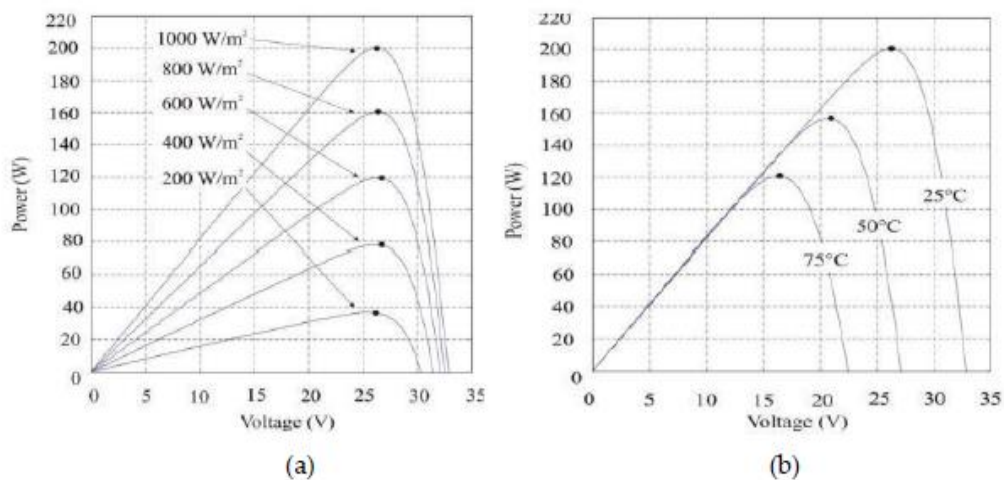 220
200
180
160
140
120
100
80
60
40
20
0
Power (W)
1000 W/m²
800 W/m²
600 W/m²
400 W/m²
200 W/m²
0 5 10 15 20 25 30 35
Voltage (V)
(a)
220
200
180
160
140
120
100
80
60
40
20
0
Power (W)
25°C
50°C
75°C
0 5 10 15 20 25 30 35
Voltage (V)
(b)